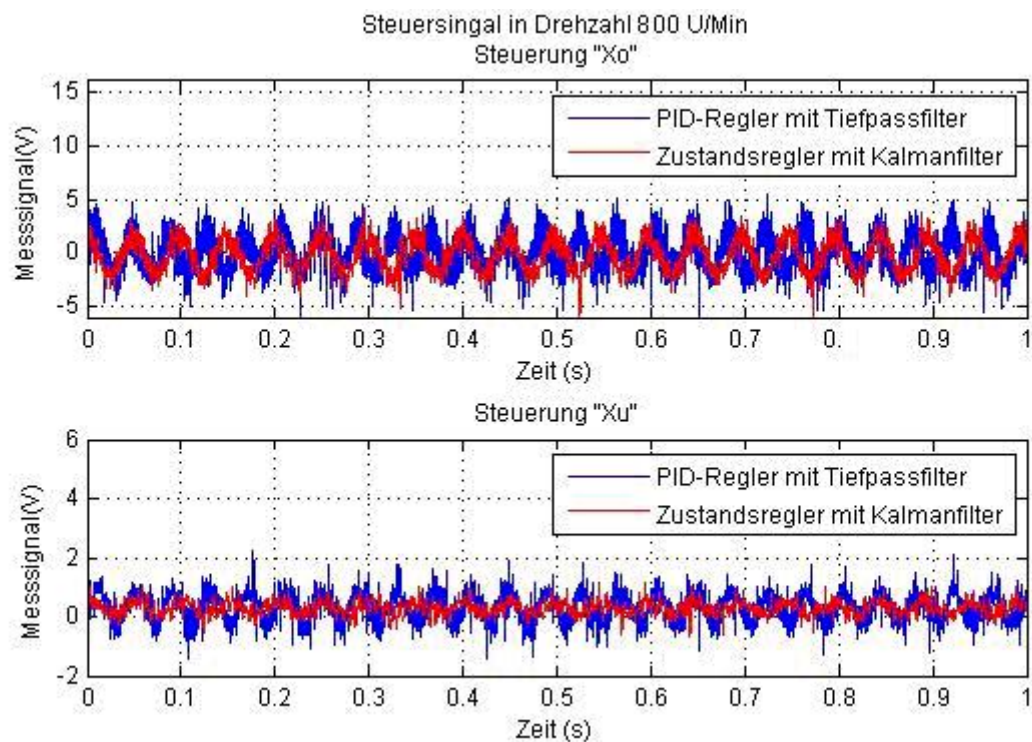 Steuersingal in Drehzahl 800 U/Min
Steuerung "Xo"
15
10
5
0
-5
Messsignal(V)
PID-Regler mit Tiefpassfilter
Zustandsregler mit Kalmanfilter
0 0.1 0.2 0.3 0.4 0.5 0.6 0.7 0. 0.9 1
Zeit (s)
Steuerung "Xu"
6
4
2
0
-2
Messsignal(V)
PID-Regler mit Tiefpassfilter
Zustandsregler mit Kalmanfilter
0 0.1 0.2 0.3 0.4 0.5 0.6 0.7 0.8 0.9 1
Zeit (s)